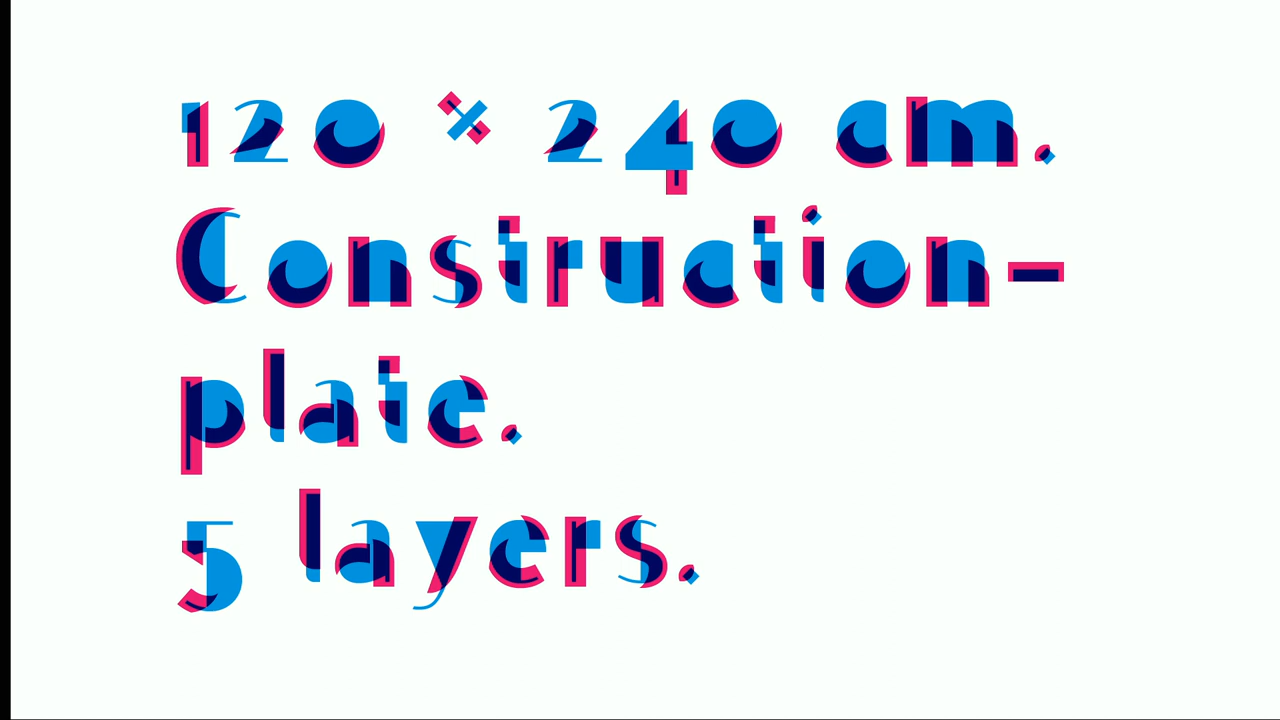 120 × 240 cm.
Construction-
plate.
5 layers.